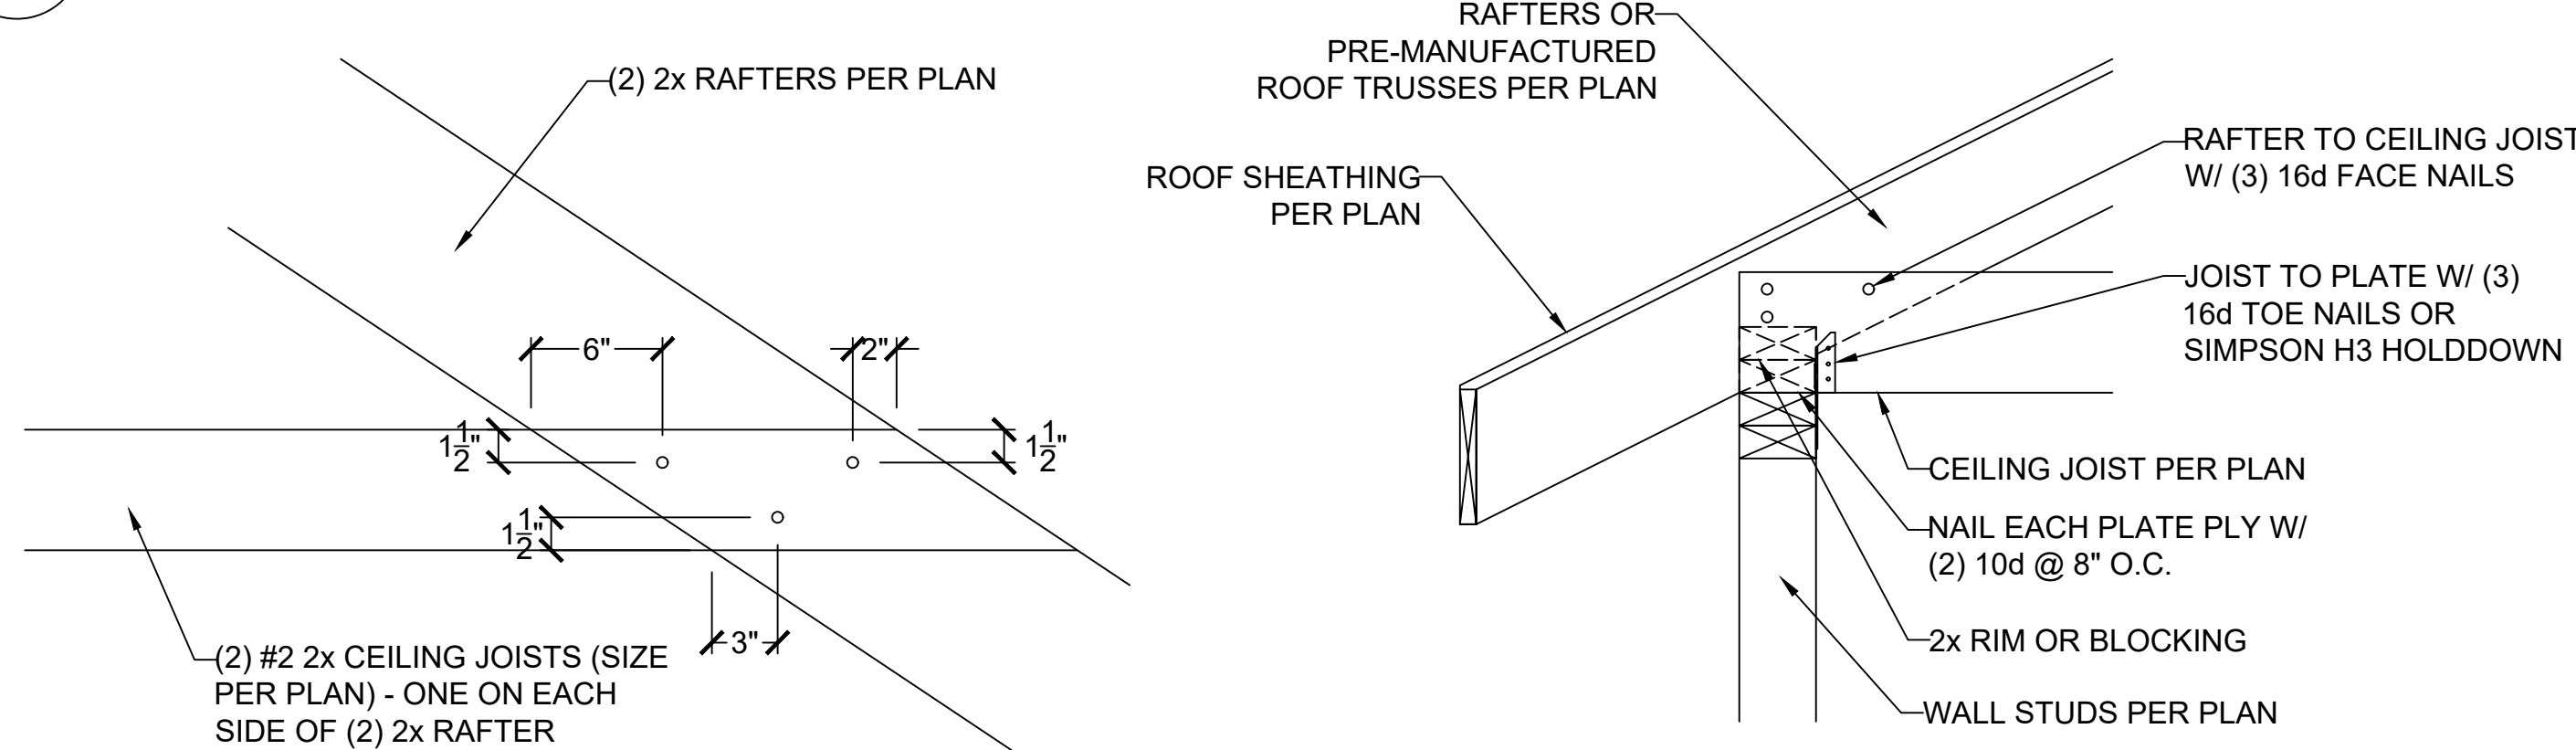 (2) 2x RAFTERS PER PLAN
6"
2"
1 1/2"
1 1/2"
1 1/2"
3"
(2) #2 2x CEILING JOISTS (SIZE
PER PLAN) - ONE ON EACH
SIDE OF (2) 2x RAFTER
RAFTERS OR
PRE-MANUFACTURED
ROOF TRUSSES PER PLAN
ROOF SHEATHING
PER PLAN
RAFTER TO CEILING JOIST
W/ (3) 16d FACE NAILS
JOIST TO PLATE W/ (3)
16d TOE NAILS OR
SIMPSON H3 HOLDDOWN
CEILING JOIST PER PLAN
NAIL EACH PLATE PLY W/
(2) 10d @ 8" O.C.
2x RIM OR BLOCKING
WALL STUDS PER PLAN